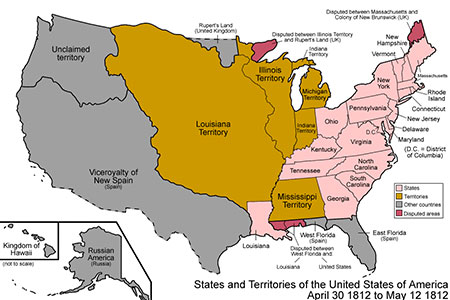 Disputed between Massachusetts and
Colony of New Brunswick (UK)
Rupert's Land
(United Kingdom)
Disputed between Illinois Territory
and Rupert's Land (UK)
Indiana
Territory
New
Hampshire
Vermont
Unclaimed
territory
Illinois
Territory
Michigan
Territory
New
York
Massachusetts
Rhode
Island
Connecticut
New Jersey
Delaware
Maryland
(D.C. = District
of Columbia)
Pennsylvania
Ohio
Indiana
Territory
D.C.
Virginia
Louisiana
Territory
Kentucky
Viceroyalty of
New Spain
(Spain)
Tennessee
North
Carolina
South
Carolina
Mississippi
Territory
Georgia
States
Territories
Other countries
Disputed areas
Louisiana
West Florida
(Spain)
East Florida
(Spain)
Disputed between
West Florida and
Louisiana
United States
Kingdom of
Hawaii
(not to scale)
Russian
America
(Russia)
States and Territories of the United States of America
April 30 1812 to May 12 1812